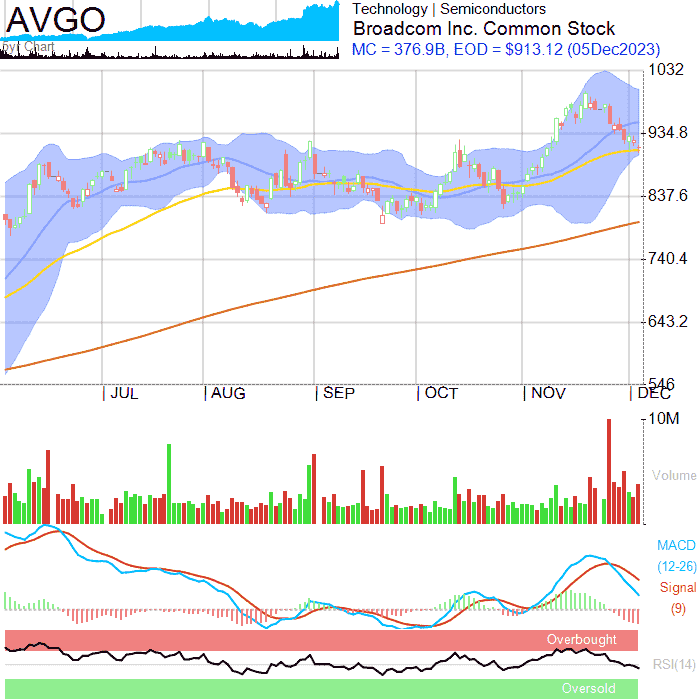 AVGO
Technology | Semiconductors
Broadcom Inc. Common Stock
MC = 376.9B, EOD = $913.12 (05Dec2023)
Chart
1032
934.8
837.6
740.4
643.2
546
JUL
AUG
SEP
OCT
NOV
DEC
10M
Volume
MACD
(12-26)
Signal
(9)
Overbought
RSI(14)
Oversold